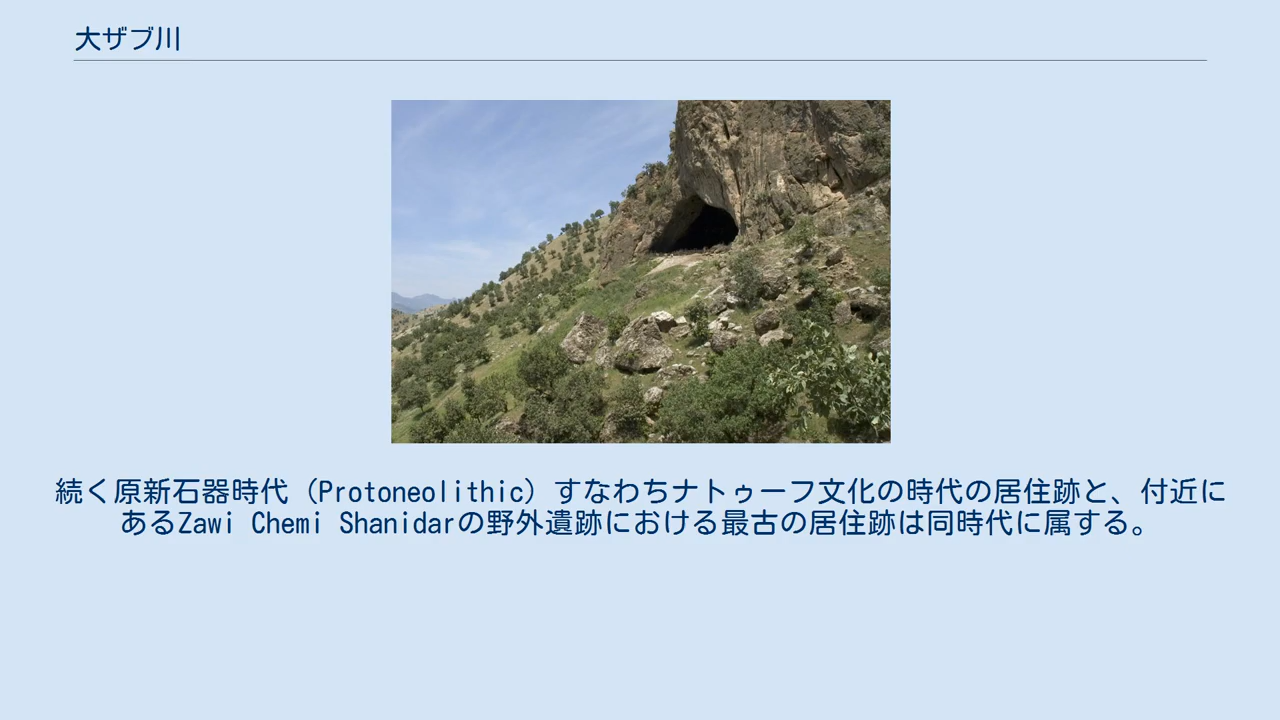 大ザブ川
続く原新石器時代（Protoneolithic）すなわちナトゥーフ文化の時代の居住跡と、付近に
あるZawi Chemi Shanidarの野外遺跡における最古の居住跡は同時代に属する。